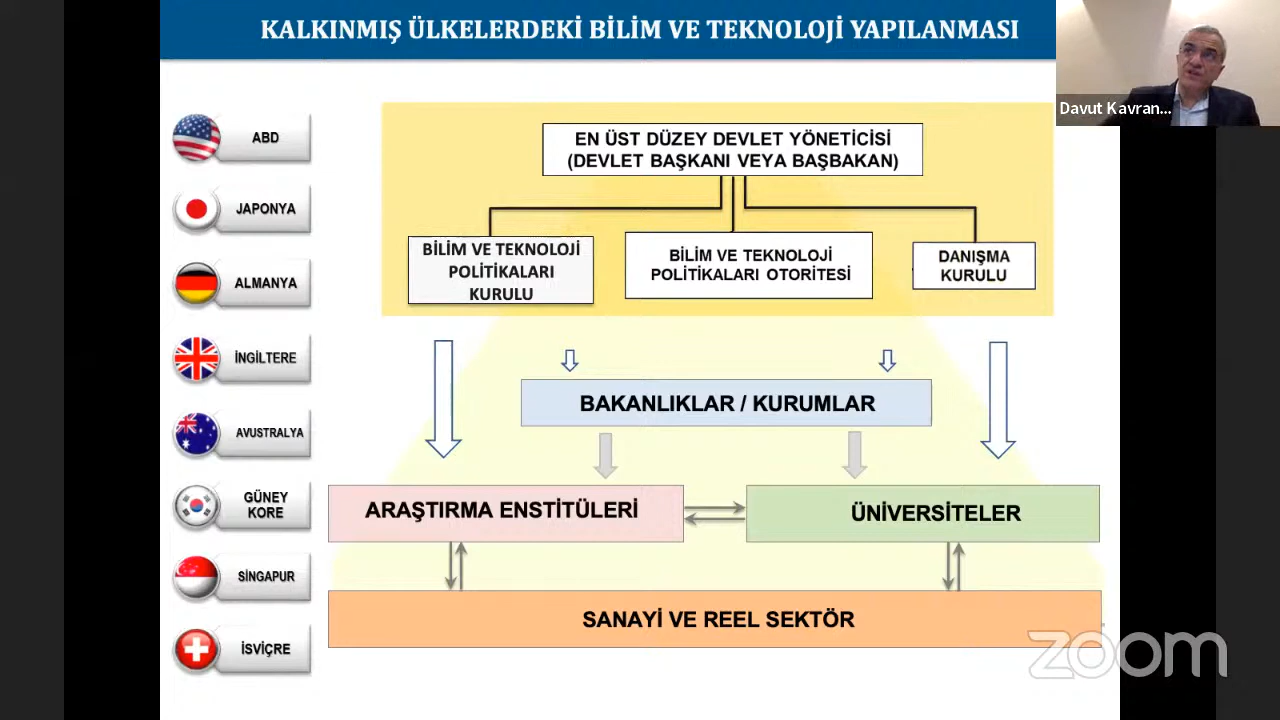 KALKINMIŞ ÜLKELERDEKİ BİLİM VE TEKNOLOJİ YAPILANMASI
Davut Kavran...
ABD
JAPONYA
ALMANYA
İNGİLTERE
AVUSTRALYA
GÜNEY
KORE
SİNGAPUR
İSVİÇRE
EN ÜST DÜZEY DEVLET YÖNETİCİSİ
(DEVLET BAŞKANI VEYA BAŞBAKAN)
BİLİM VE TEKNOLOJİ
POLİTİKALARI
KURULU
BİLİM VE TEKNOLOJİ
POLİTİKALARI OTORİTESİ
DANIŞMA
KURULU
BAKANLIKLAR / KURUMLAR
ARAŞTIRMA ENSTİTÜLERİ
ÜNİVERSİTELER
SANAYİ VE REEL SEKTÖR
zoom